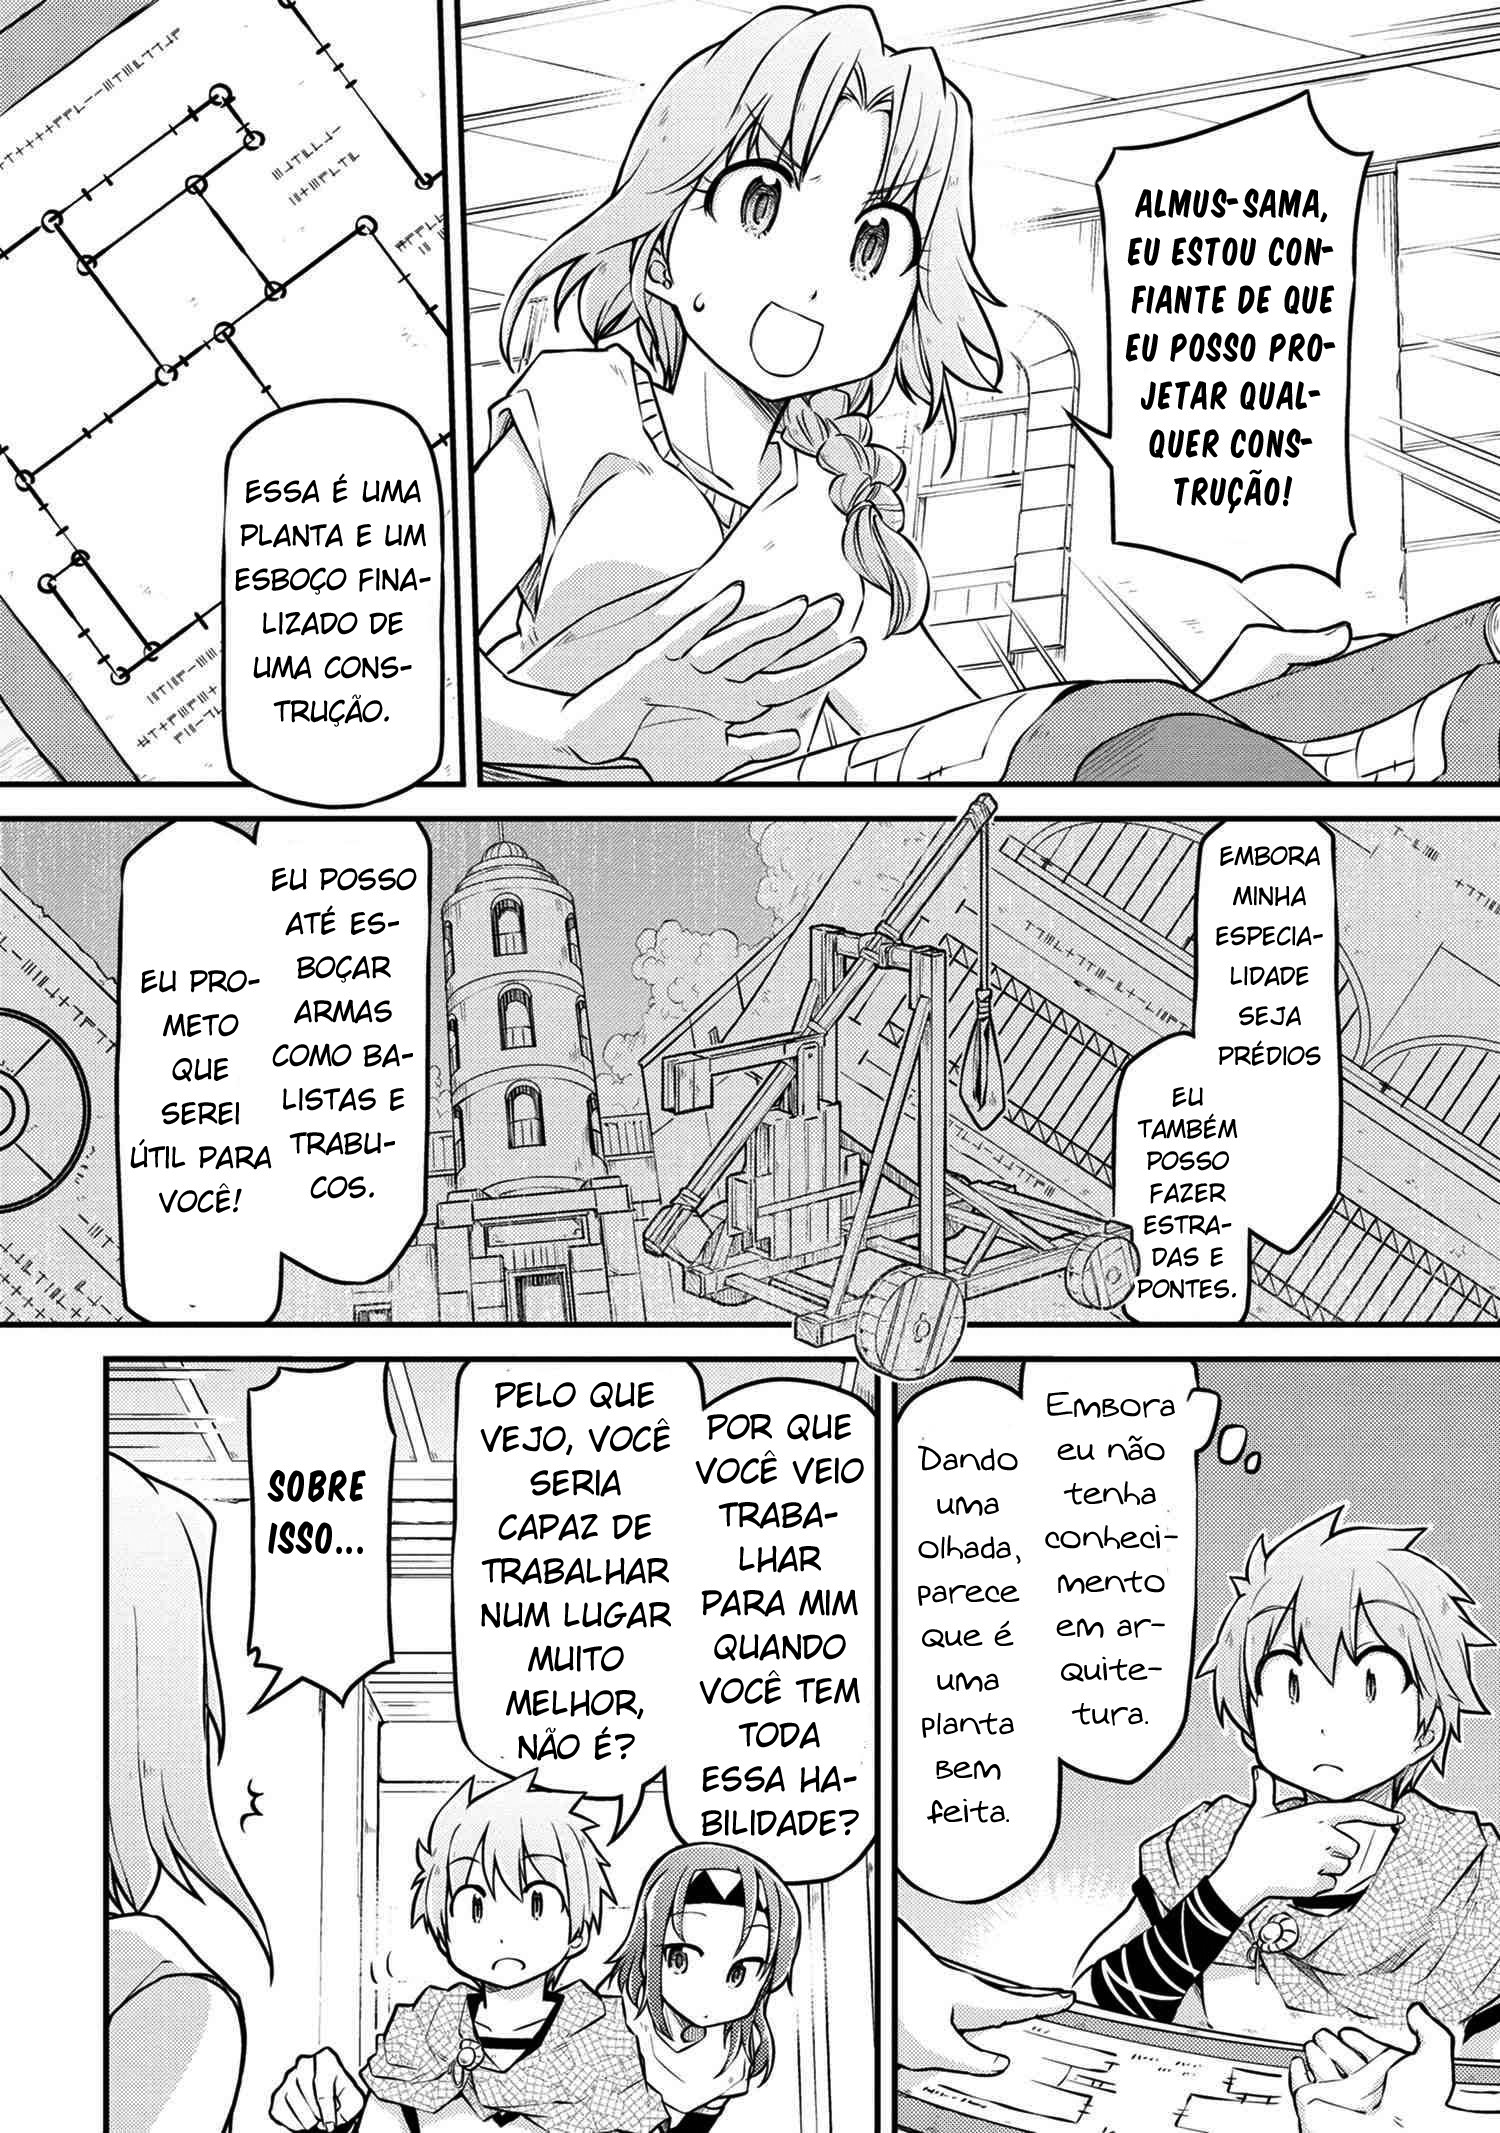 ALMUS-SAMA,
EU ESTOU CON-
FIANTE DE QUE
EU POSSO PRO-
JETAR QUAL-
QUER CONS-
TRUÇÃO!
ESSA É UMA
PLANTA E UM
ESBOÇO FINA-
LIZADO DE
UMA CONS-
TRUÇÃO.
EMBORA
MINHA
ESPECIA-
LIDADE
SEJA
PRÉDIOS
EU
TAMBÉM
POSSO
FAZER
ESTRA-
DAS E
PONTES.
EU POSSO
ATÉ ES-
BOÇAR
ARMAS
COMO BA-
LISTAS E
TRABU-
COS.
EU PRO-
METO
QUE
SEREI
ÚTIL PARA
VOCÊ!
Embora
eu não
tenha
conheci-
mento
em ar-
quite-
tura.
Dando
uma
olhada,
parece
que é
uma
planta
bem
feita.
POR QUE
VOCÊ VEIO
TRABA-
LHAR
PARA MIM
QUANDO
VOCÊ TEM
TODA
ESSA HA-
BILIDADE?
PELO QUE
VEJO, VOCÊ
SERIA
CAPAZ DE
TRABALHAR
NUM LUGAR
MUITO
MELHOR,
NÃO É?
SOBRE
ISSO...